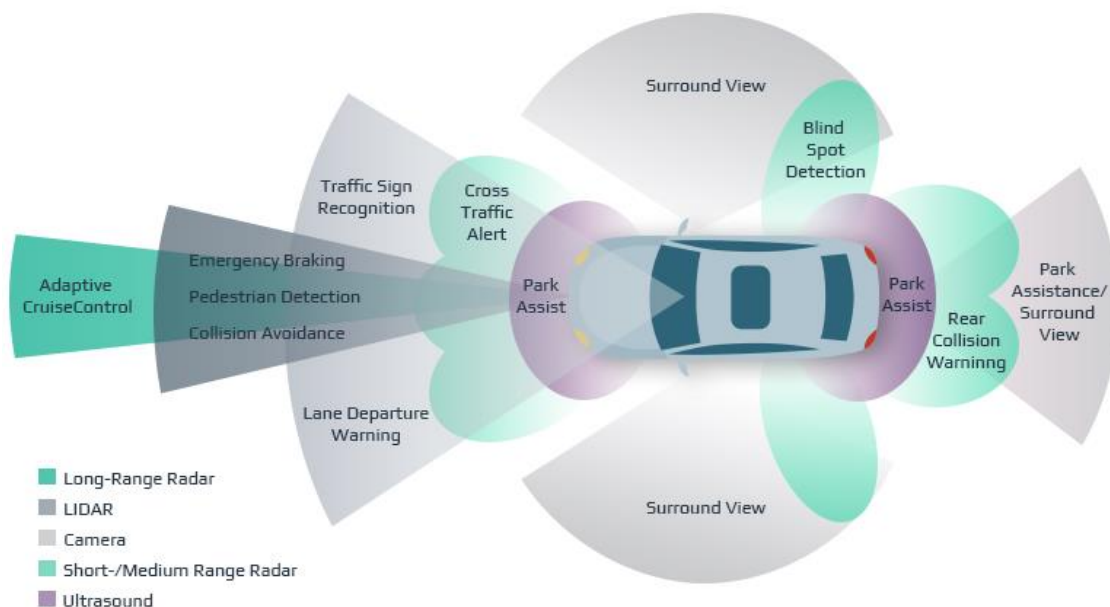 Surround View
Blind
Spot
Detection
Traffic Sign
Recognition
Cross
Traffic
Alert
Emergency Braking
Adaptive
CruiseControl
Pedestrian Detection
Park
Assist
Park
Assist
Park
Assistance/
Surround
View
Collision Avoidance
Rear
Collision
Warninng
Lane Departure
Warning
Surround View
Long-Range Radar
LIDAR
Camera
Short-/Medium Range Radar
Ultrasound